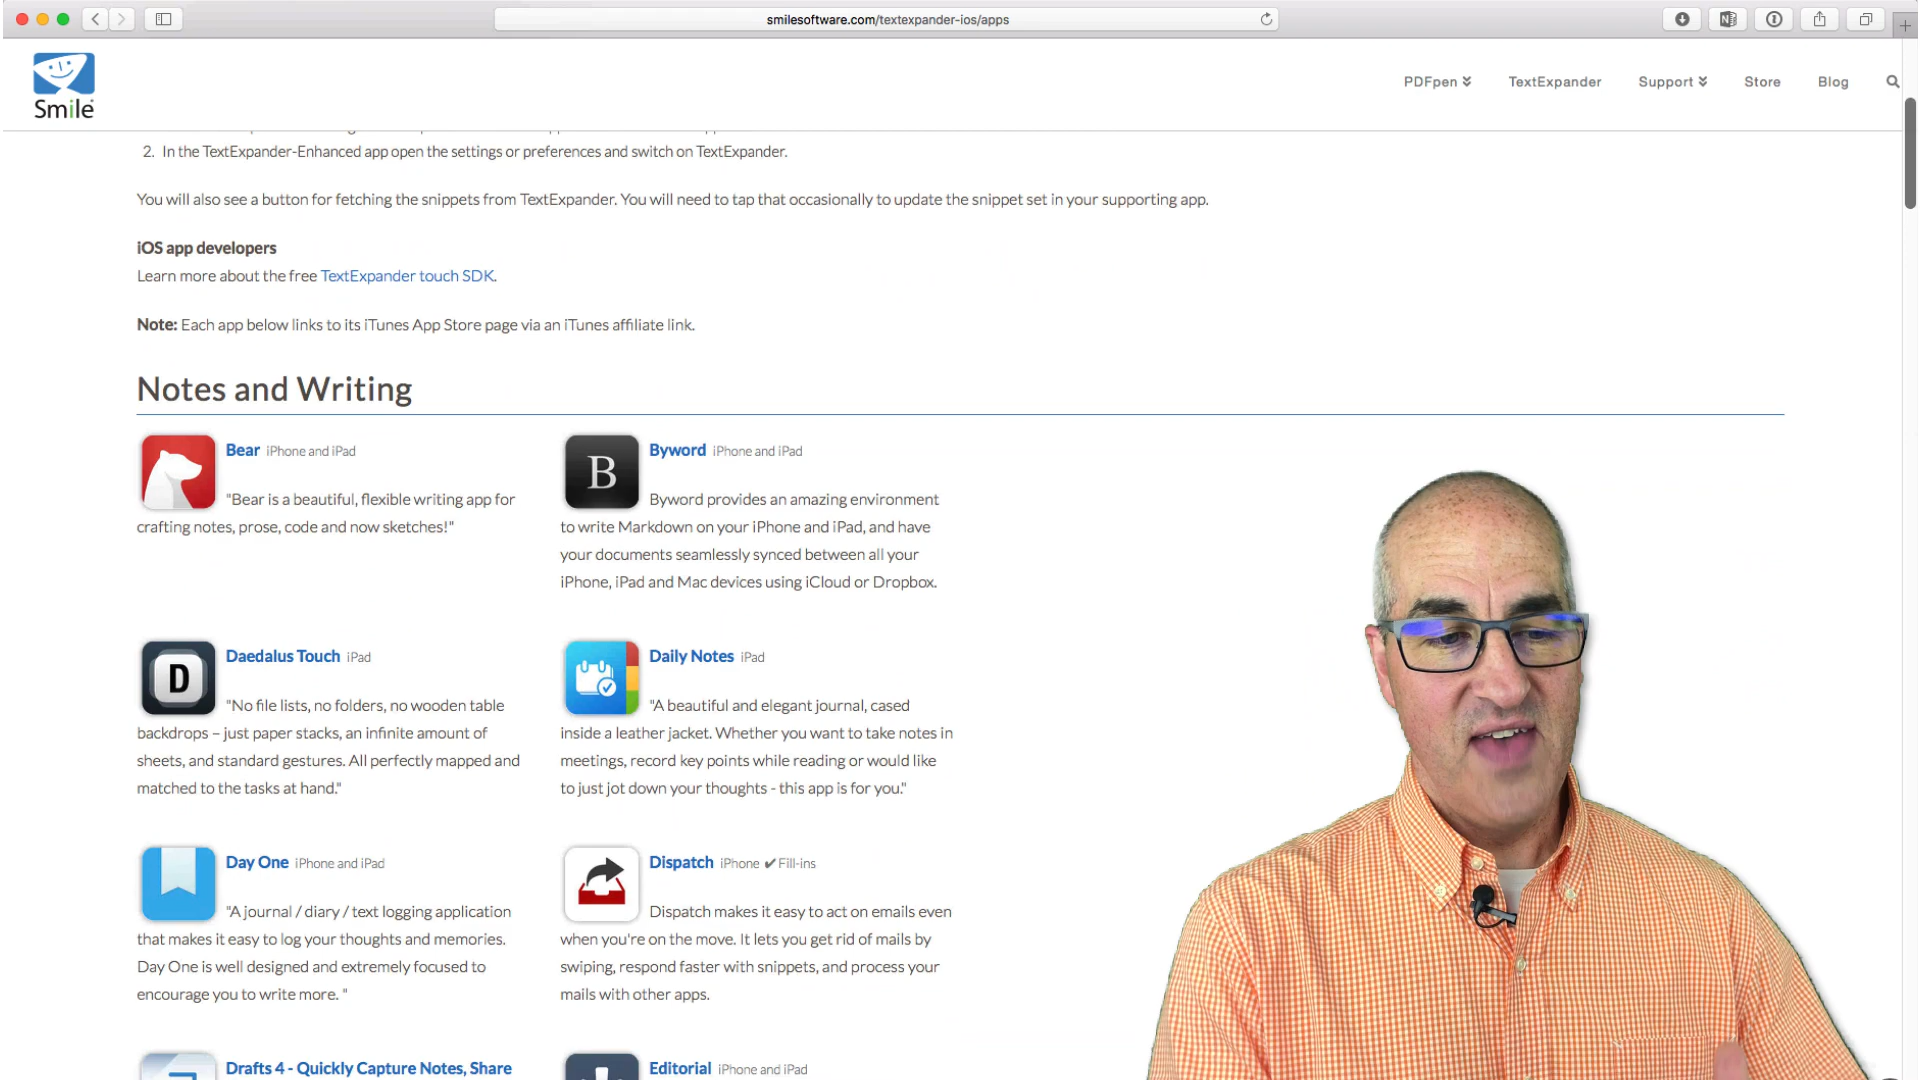 smilesoftware.com/textexpander-ios/apps
Smile
PDFpen
TextExpander
Support
Store
Blog
2. In the TextExpander-Enhanced app open the settings or preferences and switch on TextExpander.
You will also see a button for fetching the snippets from TextExpander. You will need to tap that occasionally to update the snippet set in your supporting app.
iOS app developers
Learn more about the free TextExpander touch SDK.
Note: Each app below links to its iTunes App Store page via an iTunes affiliate link.
Notes and Writing
Bear iPhone and iPad
"Bear is a beautiful, flexible writing app for
crafting notes, prose, code and now sketches!"
B
Byword iPhone and iPad
Byword provides an amazing environment
to write Markdown on your iPhone and iPad, and have
your documents seamlessly synced between all your
iPhone, iPad and Mac devices using iCloud or Dropbox.
D
Daedalus Touch iPad
"No file lists, no folders, no wooden table
backdrops – just paper stacks, an infinite amount of
sheets, and standard gestures. All perfectly mapped and
matched to the tasks at hand."
Daily Notes iPad
"A beautiful and elegant journal, cased
inside a leather jacket. Whether you want to take notes in
meetings, record key points while reading or would like
to just jot down your thoughts - this app is for you."
Day One iPhone and iPad
"A journal / diary / text logging application
that makes it easy to log your thoughts and memories.
Day One is well designed and extremely focused to
encourage you to write more. "
Dispatch iPhone ✔ Fill-ins
Dispatch makes it easy to act on emails even
when you're on the move. It lets you get rid of mails by
swiping, respond faster with snippets, and process your
mails with other apps.
Drafts 4 - Quickly Capture Notes, Share
Editorial iPhone and iPad